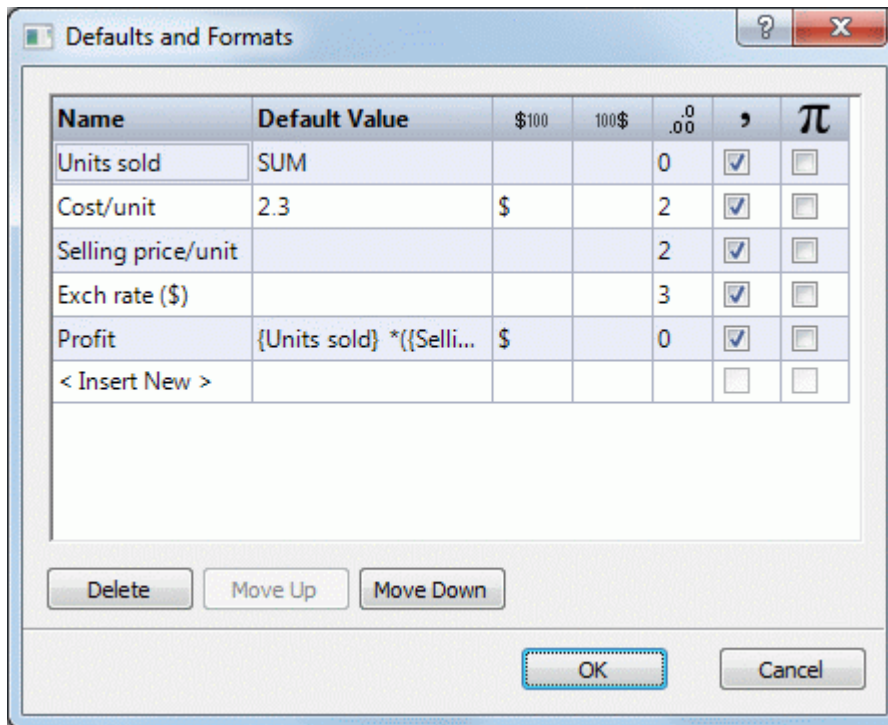 Defaults and Formats
Name Default Value $100 100$ .0 .00 , π
Units sold SUM 0
Cost/unit 2.3 $ 2
Selling price/unit 2
Exch rate ($) 3
Profit {Units sold} *({Selli... $ 0
< Insert New >
Delete Move Up Move Down
OK Cancel